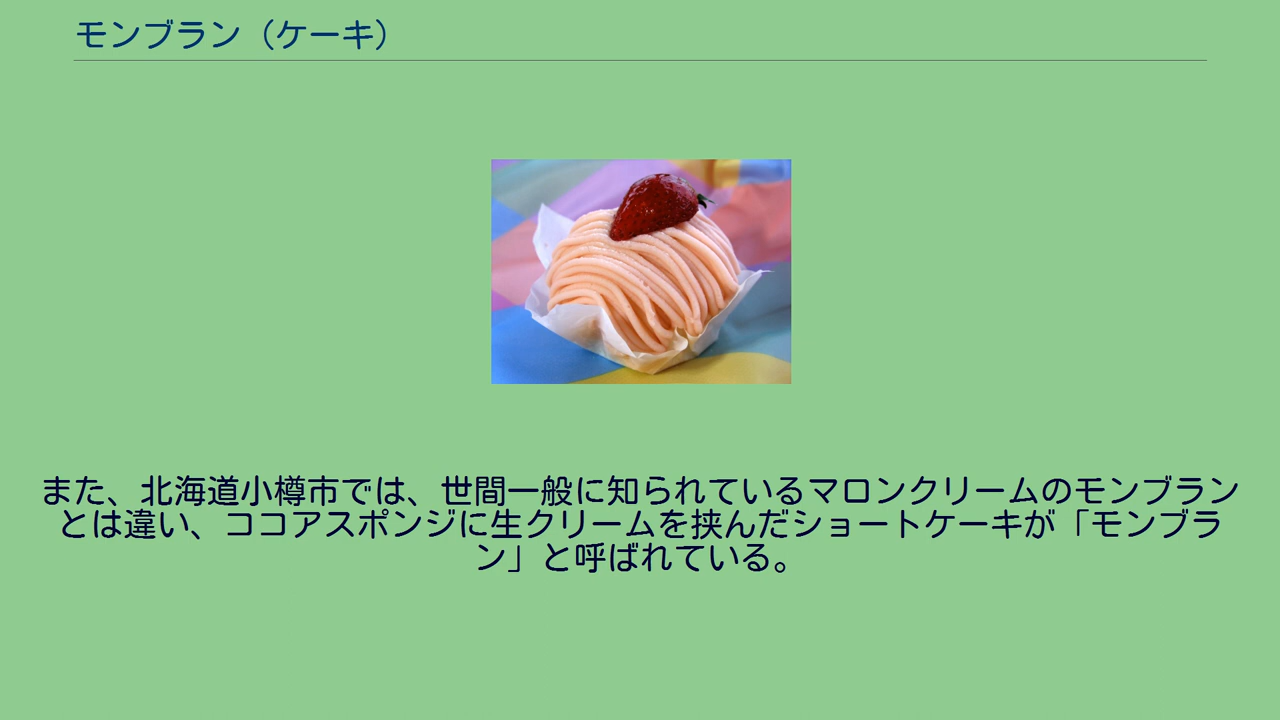 モンブラン（ケーキ）
また、北海道小樽市では、世間一般に知られているマロンクリームのモンブラン
とは違い、ココアスポンジに生クリームを挟んだショートケーキが「モンブラ
ン」と呼ばれている。